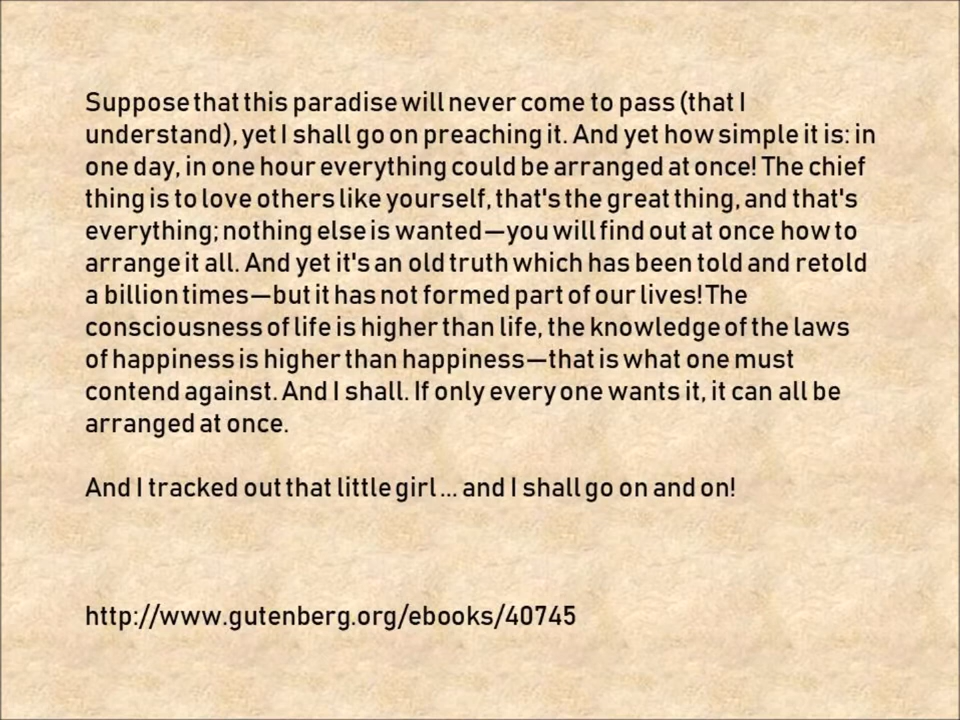 Suppose that this paradise will never come to pass (that I
understand), yet I shall go on preaching it. And yet how simple it is: in
one day, in one hour everything could be arranged at once! The chief
thing is to love others like yourself, that's the great thing, and that's
everything; nothing else is wanted—you will find out at once how to
arrange it all. And yet it's an old truth which has been told and retold
a billion times—but it has not formed part of our lives! The
consciousness of life is higher than life, the knowledge of the laws
of happiness is higher than happiness—that is what one must
contend against. And I shall. If only every one wants it, it can all be
arranged at once.

And I tracked out that little girl ... and I shall go on and on!

http://www.gutenberg.org/ebooks/40745